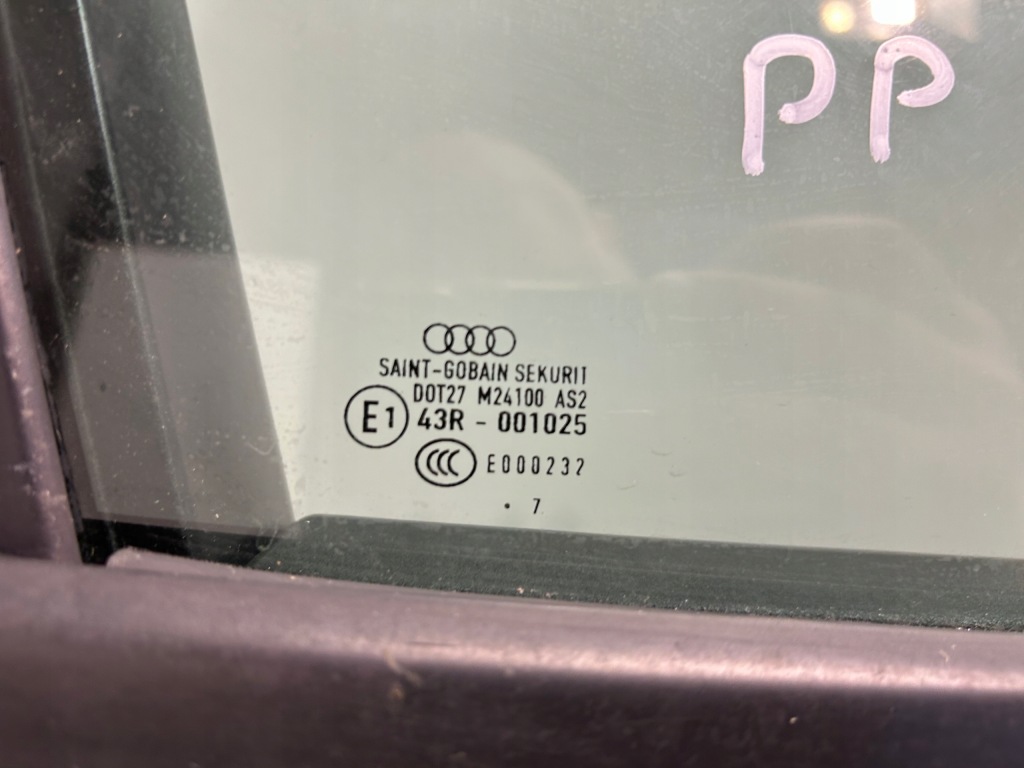 PP
SAINT-GOBAIN SEKURIT
DOT27 M24100 AS2
E1 43R - 001025
CCC E000232
. 7